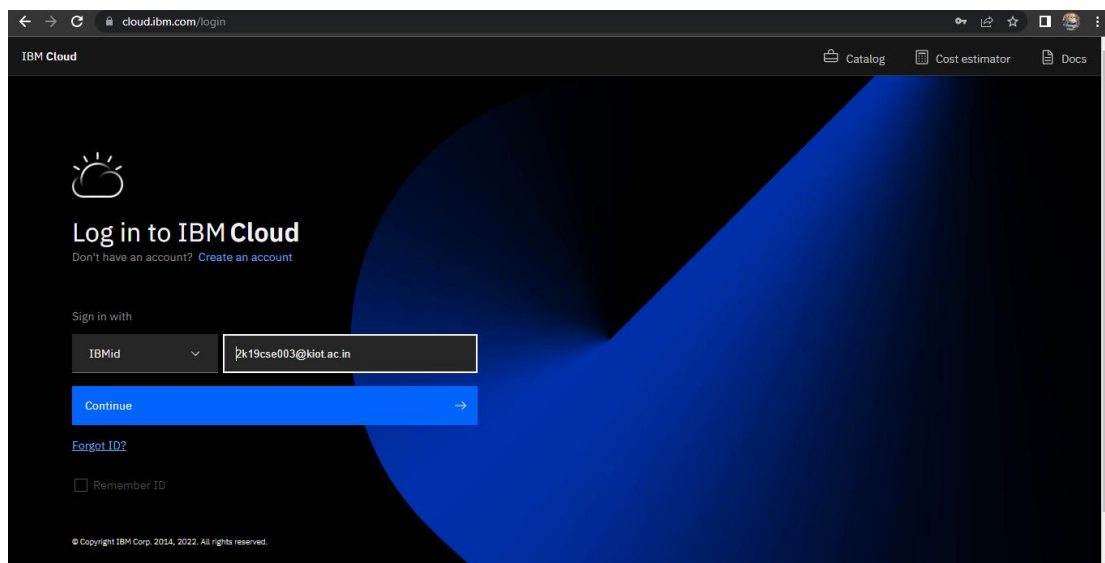 cloud.ibm.com/login
IBM Cloud
Catalog
Cost estimator
Docs
Log in to IBM Cloud
Don't have an account? Create an account
Sign in with
IBMid
2k19cse003@kiot.ac.in
Continue
Forgot ID?
Remember ID
© Copyright IBM Corp. 2014, 2022. All rights reserved.